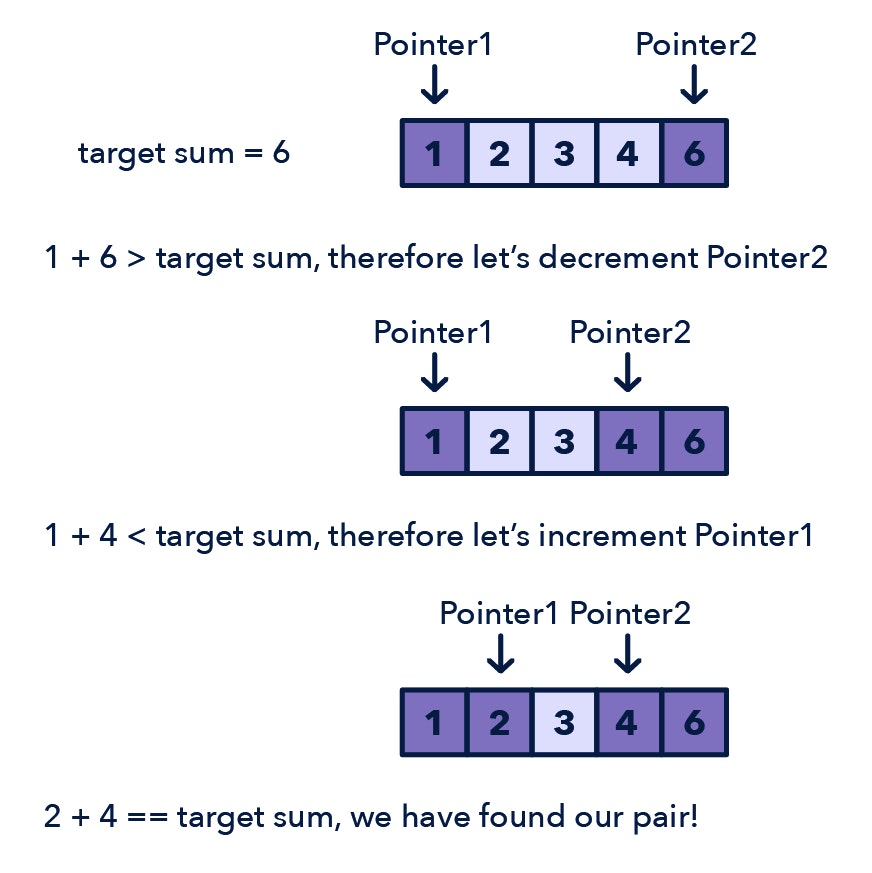 Pointer1 Pointer2
target sum = 6 1 2 3 4 6
1 + 6 > target sum, therefore let's decrement Pointer2
Pointer1 Pointer2
1 2 3 4 6
1 + 4 < target sum, therefore let's increment Pointer1
Pointer1 Pointer2
1 2 3 4 6
2 + 4 == target sum, we have found our pair!